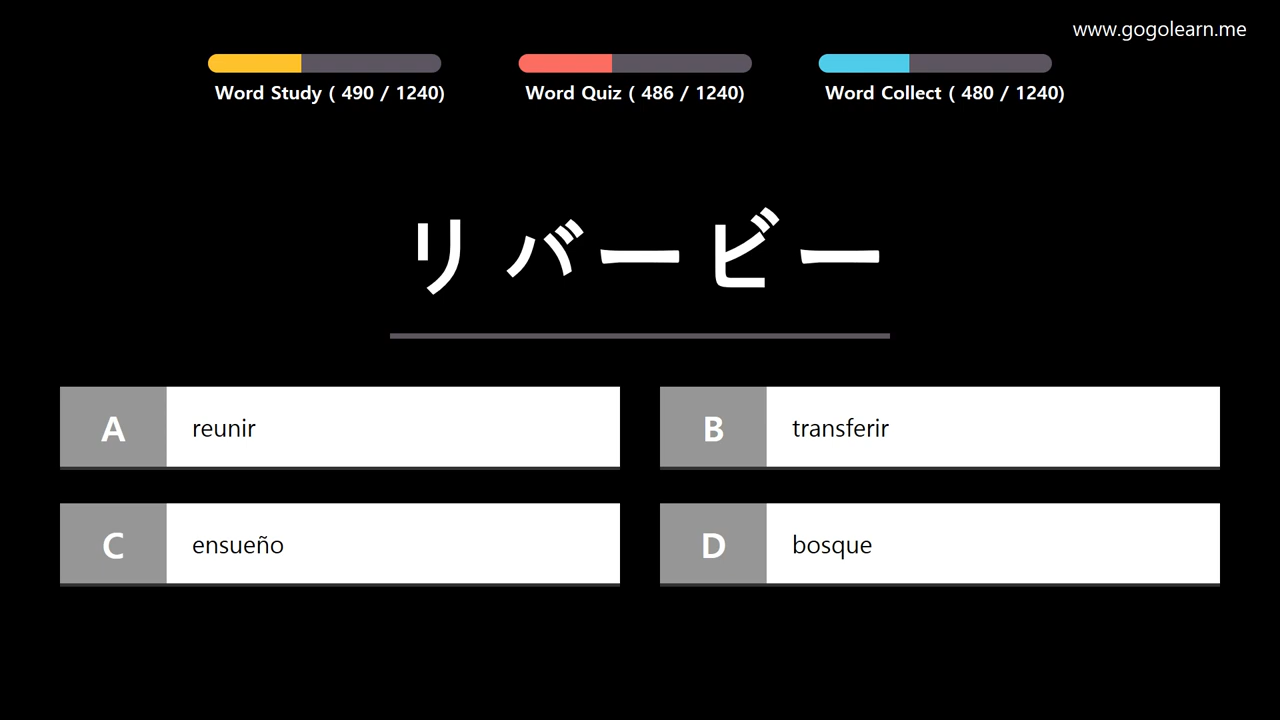 www.gogolearn.me
Word Study ( 490 / 1240)
Word Quiz ( 486 / 1240)
Word Collect ( 480 / 1240)
リバービー
A reunir
B transferir
C ensueño
D bosque